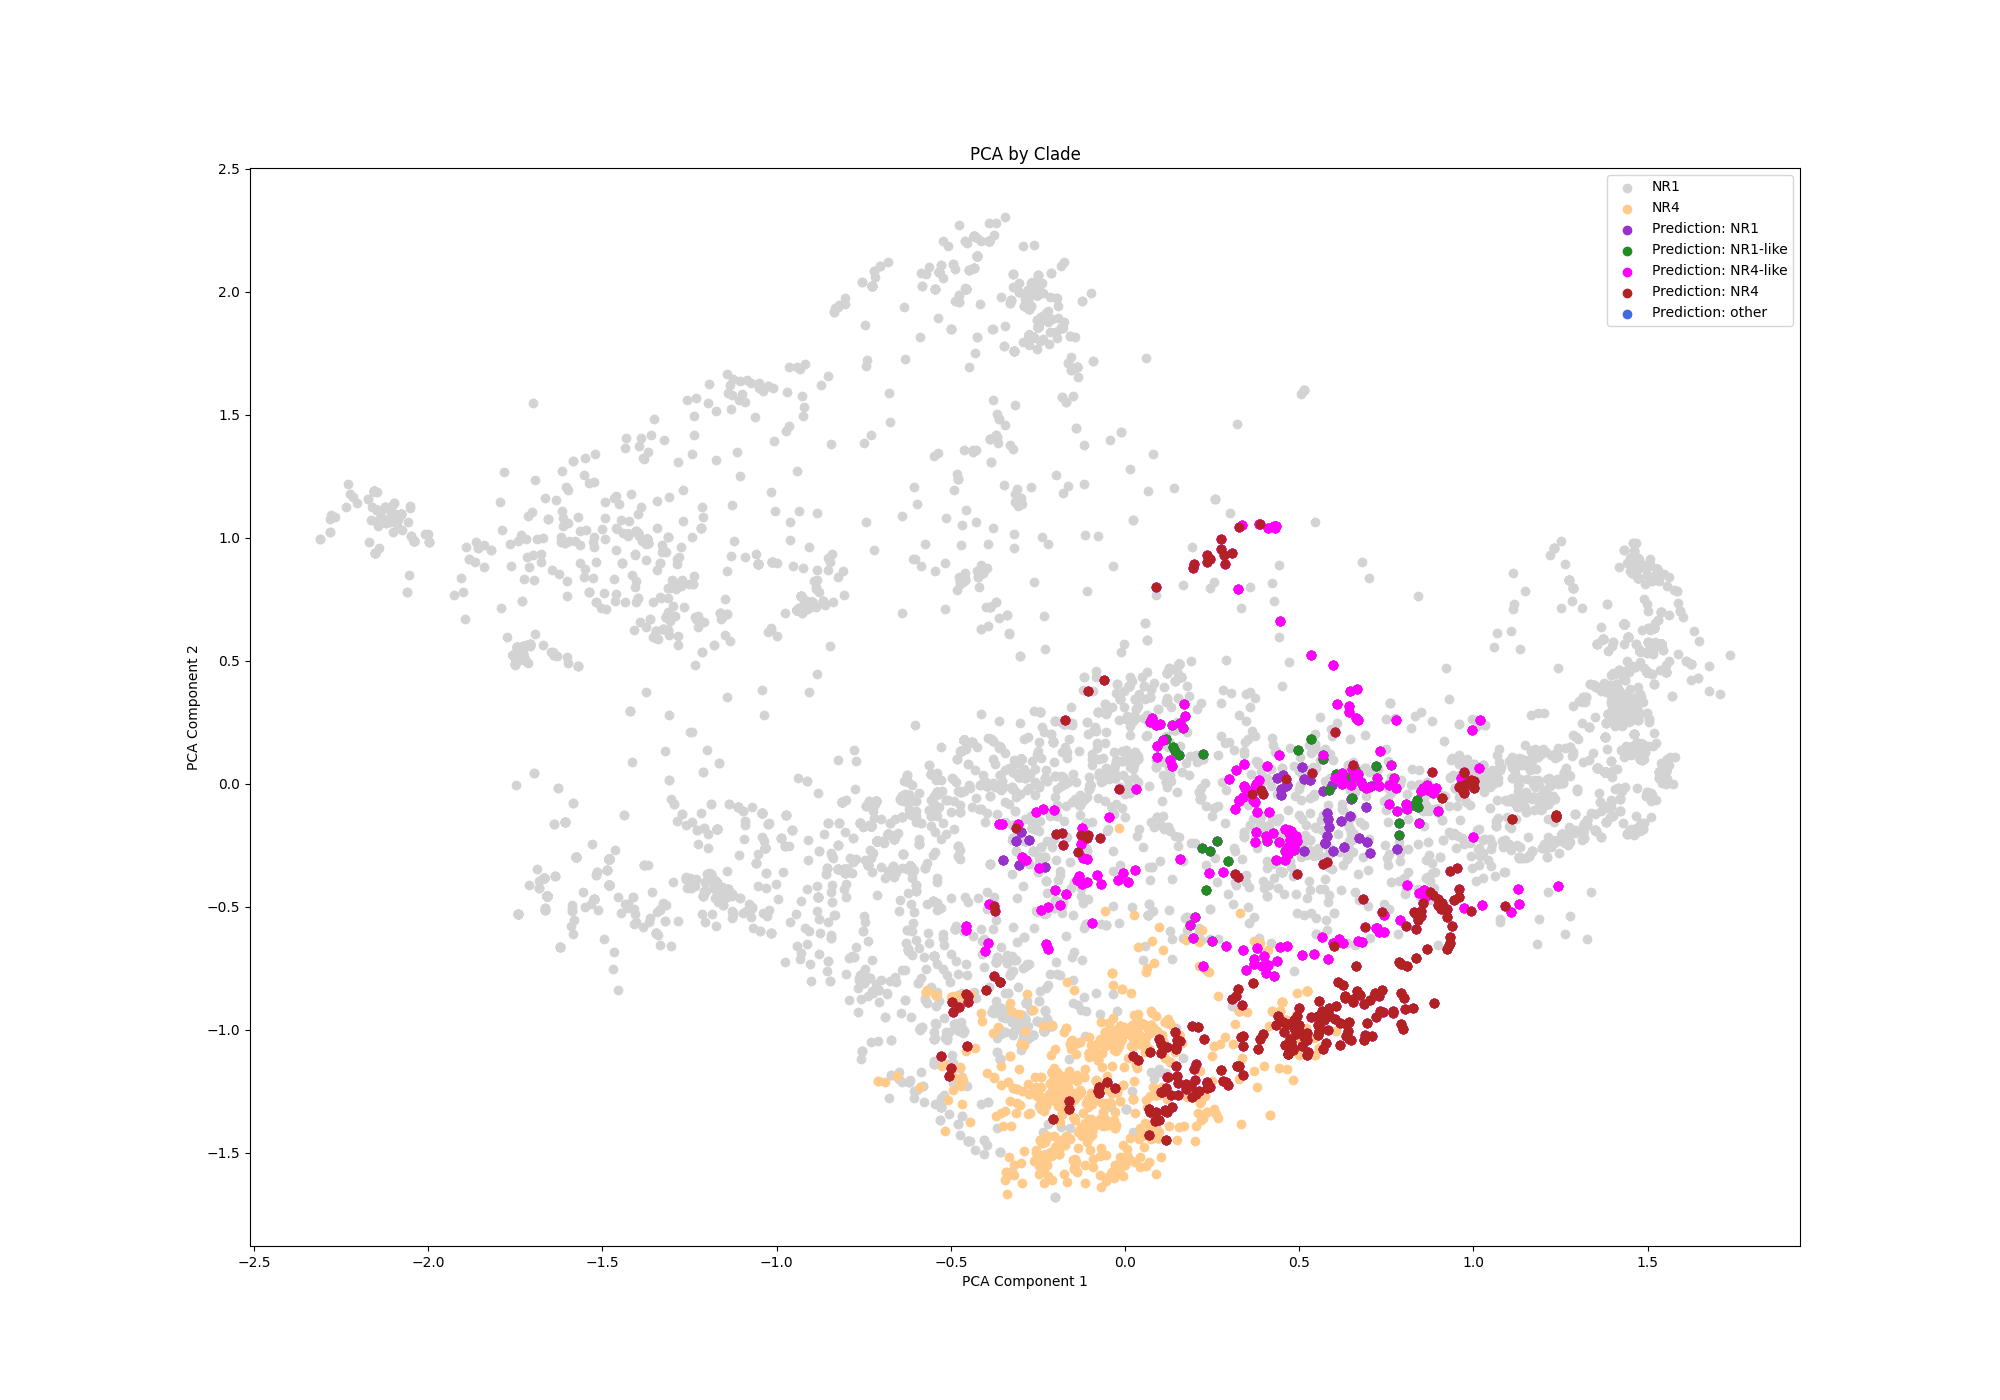 PCA by Clade
2.5
2.0
1.5
1.0
0.5
0.0
−0.5
−1.0
−1.5
PCA Component 2
NR1
NR4
Prediction: NR1
Prediction: NR1-like
Prediction: NR4-like
Prediction: NR4
Prediction: other
−2.5 −2.0 −1.5 −1.0 −0.5 0.0 0.5 1.0 1.5
PCA Component 1